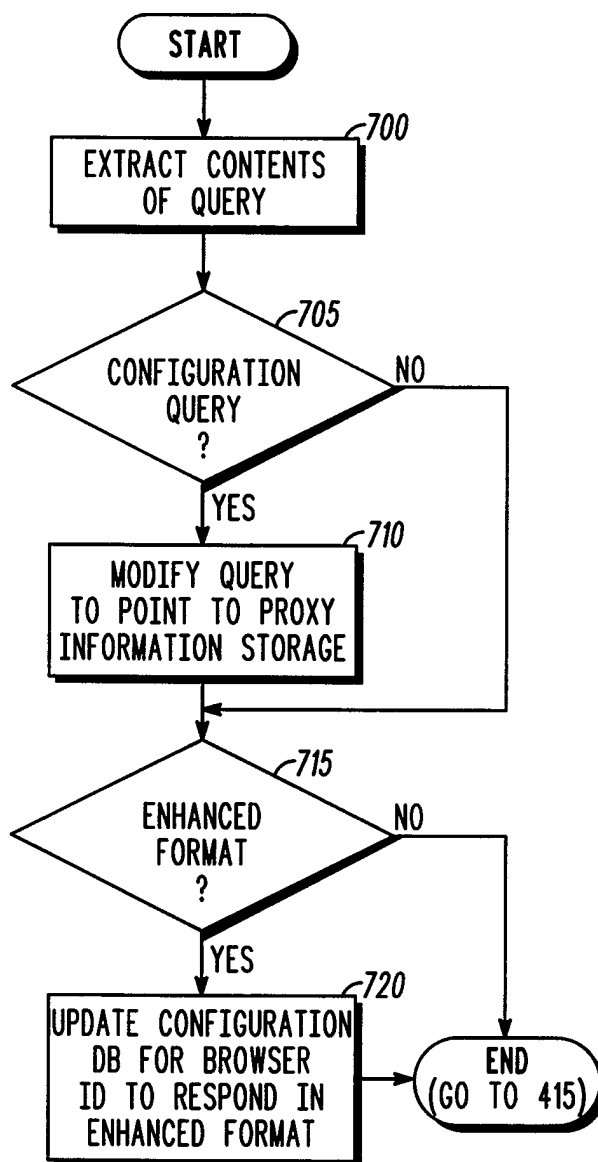 START
700
EXTRACT CONTENTS
OF QUERY
705
CONFIGURATION
QUERY
?
NO
YES
710
MODIFY QUERY
TO POINT TO PROXY
INFORMATION STORAGE
715
ENHANCED
FORMAT
?
NO
YES
720
UPDATE CONFIGURATION
DB FOR BROWSER
ID TO RESPOND IN
ENHANCED FORMAT
END
(GO TO 415)